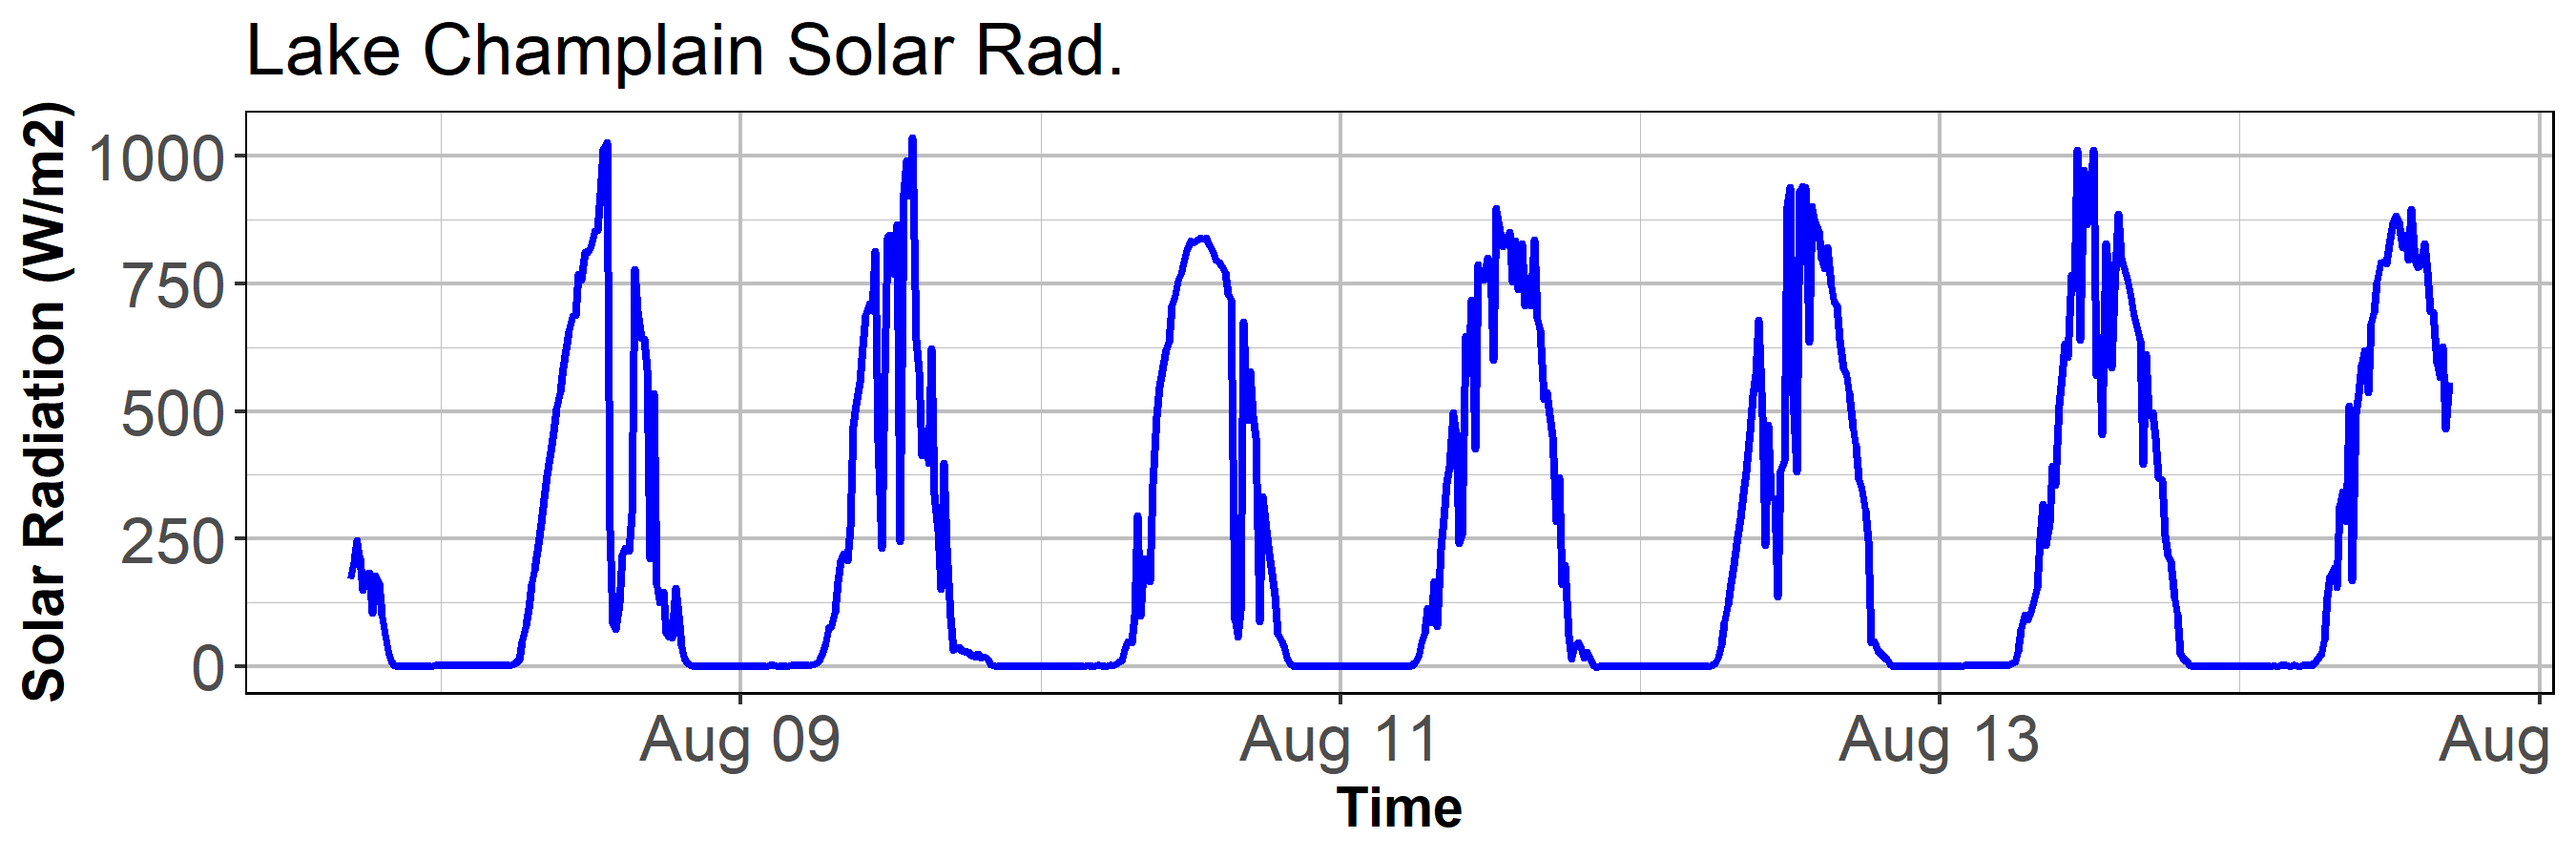 Lake Champlain Solar Rad.
Solar Radiation (W/m2)
1000
750
500
250
0
Aug 09
Aug 11
Aug 13
Aug
Time